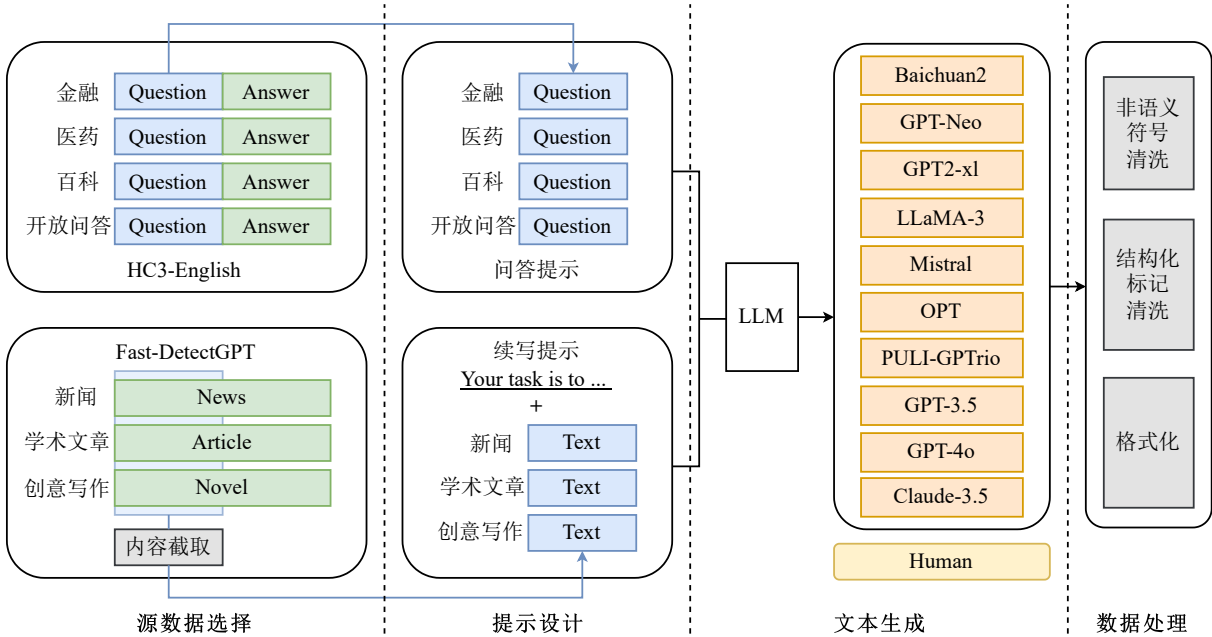 金融 Question Answer
医药 Question Answer
百科 Question Answer
开放问答 Question Answer
HC3-English
Fast-DetectGPT
新闻 News
学术文章 Article
创意写作 Novel
内容截取
源数据选择
金融 Question
医药 Question
百科 Question
开放问答 Question
问答提示
续写提示
Your task is to ...
+
新闻 Text
学术文章 Text
创意写作 Text
提示设计
LLM
Baichuan2
GPT-Neo
GPT2-xl
LLaMA-3
Mistral
OPT
PULI-GPTrio
GPT-3.5
GPT-4o
Claude-3.5
Human
文本生成
非语义
符号
清洗
结构化
标记
清洗
格式化
数据处理